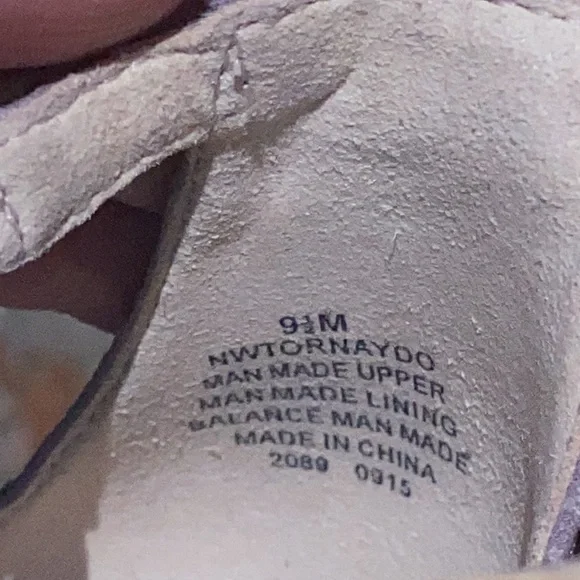 9½M
NWTORNAYDO
MAN MADE UPPER
MAN MADE LINING
BALANCE MAN MADE
MADE IN CHINA
2089 0915